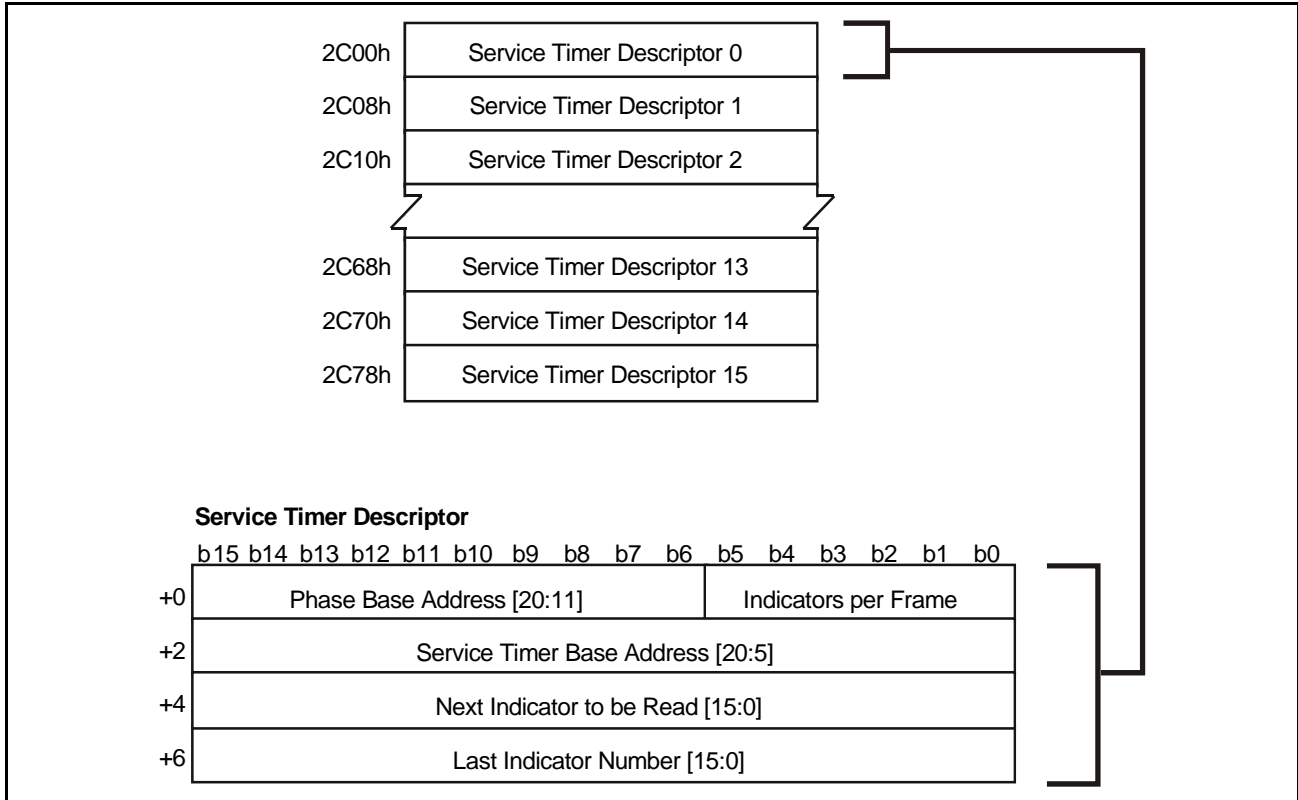 2C00h Service Timer Descriptor 0
2C08h Service Timer Descriptor 1
2C10h Service Timer Descriptor 2
2C68h Service Timer Descriptor 13
2C70h Service Timer Descriptor 14
2C78h Service Timer Descriptor 15
Service Timer Descriptor
b15 b14 b13 b12 b11 b10 b9 b8 b7 b6 b5 b4 b3 b2 b1 b0
+0 Phase Base Address [20:11] Indicators per Frame
+2 Service Timer Base Address [20:5]
+4 Next Indicator to be Read [15:0]
+6 Last Indicator Number [15:0]